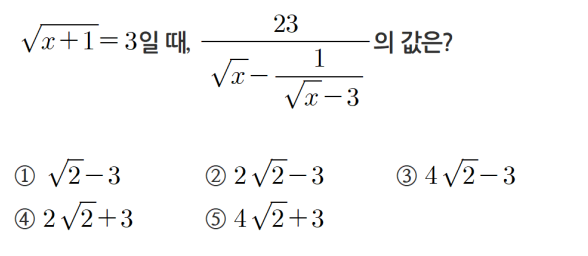 √(x+1) = 3일 때, 23/(√x − 1/(√x − 3)) 의 값은?
① √2−3 ② 2√2−3 ③ 4√2−3
④ 2√2+3 ⑤ 4√2+3